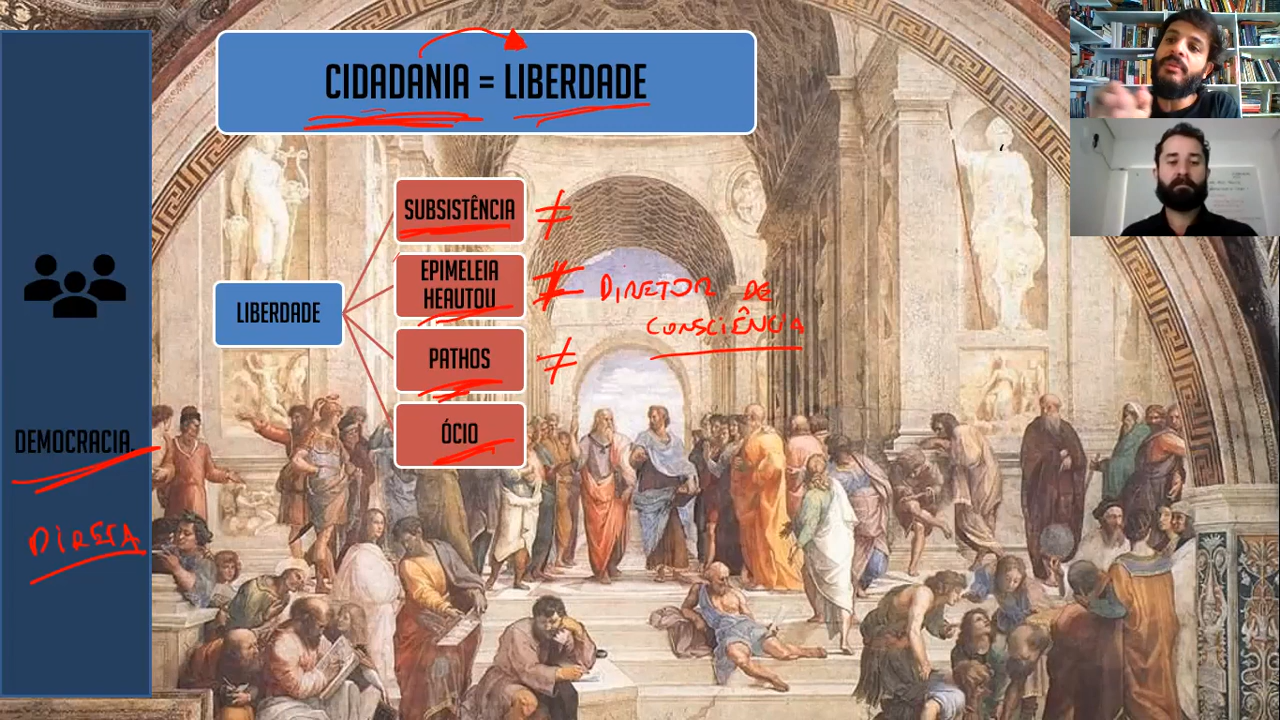 CIDADANIA = LIBERDADE
SUBSISTÊNCIA ≠
EPIMELEIA
HEAUTOU ≠ DIRETOR DE
CONSCIÊNCIA
LIBERDADE
PATHOS ≠
ÓCIO
DEMOCRACIA
DIRETA